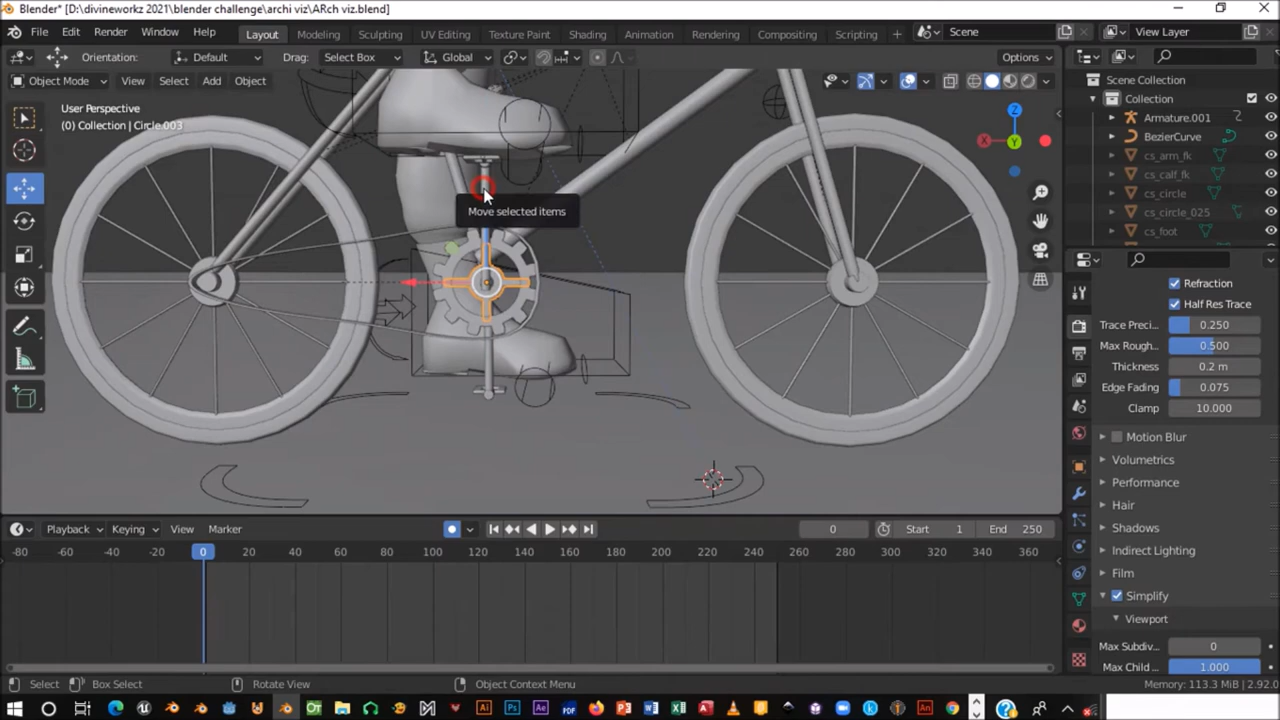 Blender* [D:\divineworkz 2021\blender challenge\archi viz\ARch viz.blend]
File Edit Render Window Help Layout Modeling Sculpting UV Editing Texture Paint Shading Animation Rendering Compositing Scripting + Scene View Layer
Orientation: Default Drag: Select Box Global Options
Object Mode View Select Add Object
User Perspective
(0) Collection | Circle.003
Move selected items
X Y Z
Scene Collection
Collection
Armature.001
BezierCurve
cs_arm_fk
cs_calf_fk
cs_circle
cs_circle_025
cs_foot
Refraction
Half Res Trace
Trace Preci... 0.250
Max Rough... 0.500
Thickness 0.2 m
Edge Fading 0.075
Clamp 10.000
Motion Blur
Volumetrics
Performance
Hair
Shadows
Indirect Lighting
Film
Simplify
Viewport
Max Subdiv... 0
Max Child ... 1.000
Playback Keying View Marker 0 Start 1 End 250
-80 -60 -40 -20 0 20 40 60 80 100 120 140 160 180 200 220 240 260 280 300 320 340 360
Select Box Select Rotate View Object Context Menu Memory: 113.3 MiB | 2.92.0